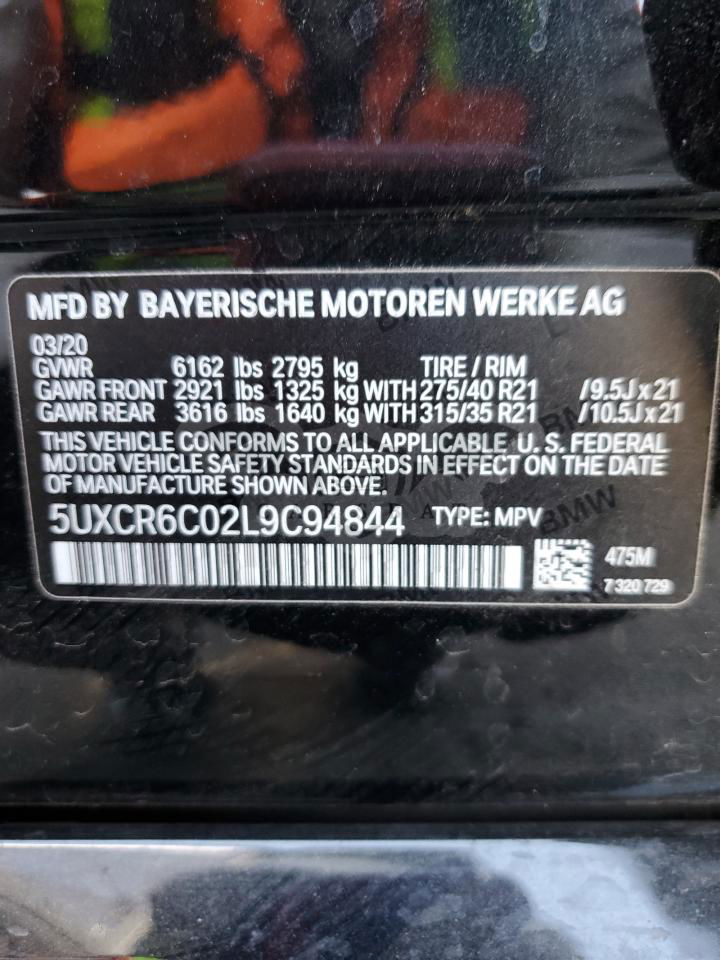 MFD BY BAYERISCHE MOTOREN WERKE AG
03/20
GVWR 6162 lbs 2795 kg TIRE / RIM
GAWR FRONT 2921 lbs 1325 kg WITH 275/40 R21 /9.5J x 21
GAWR REAR 3616 lbs 1640 kg WITH 315/35 R21 /10.5J x 21
THIS VEHICLE CONFORMS TO ALL APPLICABLE U. S. FEDERAL
MOTOR VEHICLE SAFETY STANDARDS IN EFFECT ON THE DATE
OF MANUFACTURE SHOWN ABOVE.
5UXCR6C02L9C94844 TYPE: MPV
BMW
475M
7 320 729